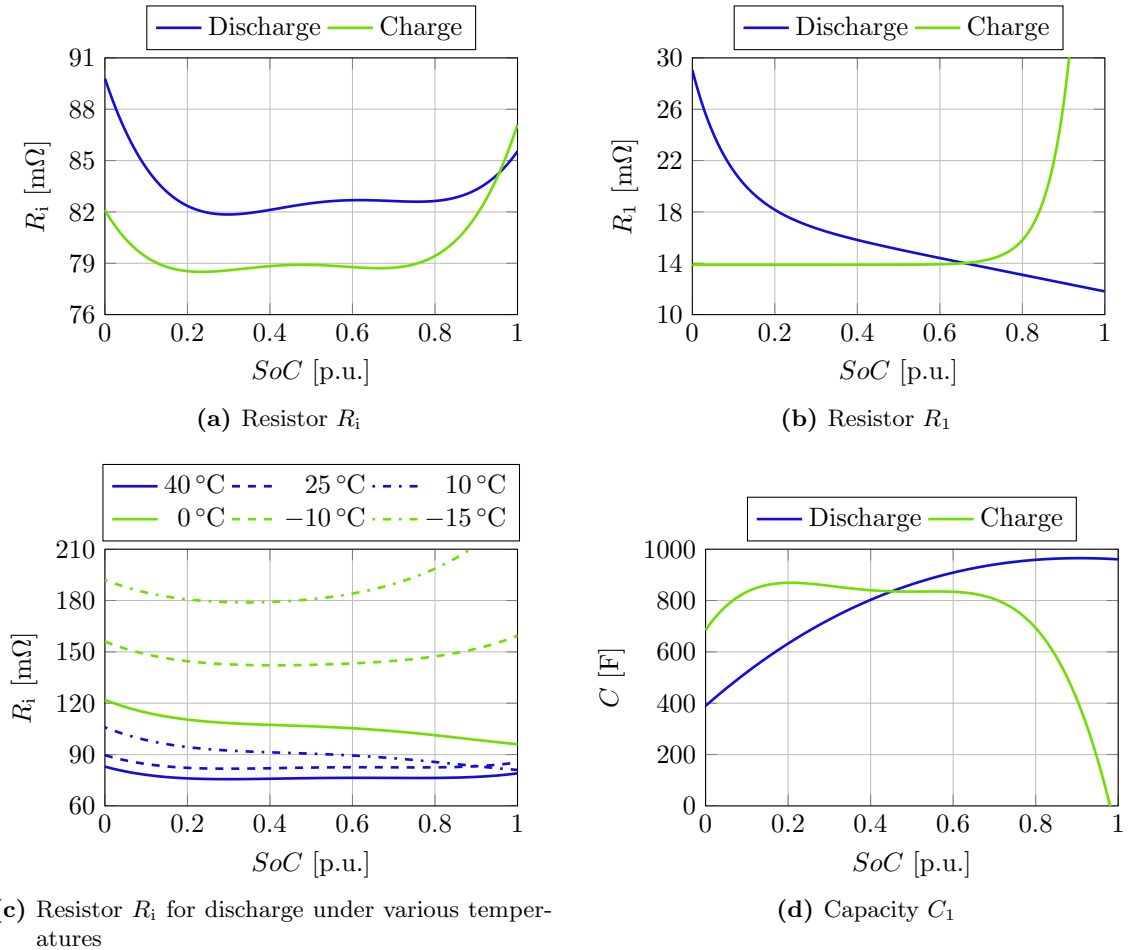 Discharge Charge
91
88
85
82
79
76
0 0.2 0.4 0.6 0.8 1
R_i [mΩ]
SoC [p.u.]
(a) Resistor R_i
Discharge Charge
30
26
22
18
14
10
0 0.2 0.4 0.6 0.8 1
R_1 [mΩ]
SoC [p.u.]
(b) Resistor R_1
40 °C 25 °C 10 °C
0 °C −10 °C −15 °C
210
180
150
120
90
60
0 0.2 0.4 0.6 0.8 1
R_i [mΩ]
SoC [p.u.]
c) Resistor R_i for discharge under various temper-
atures
Discharge Charge
1000
800
600
400
200
0
0 0.2 0.4 0.6 0.8 1
C [F]
SoC [p.u.]
(d) Capacity C_1